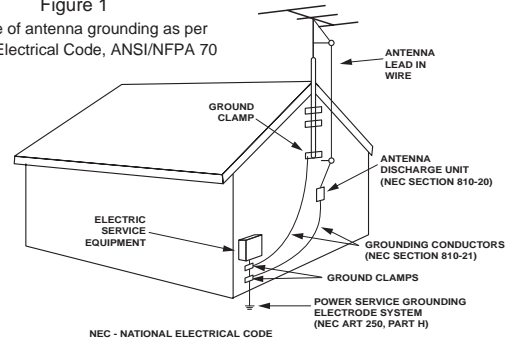 Figure 1
e of antenna grounding as per
Electrical Code, ANSI/NFPA 70
ANTENNA
LEAD IN
WIRE
GROUND
CLAMP
ANTENNA
DISCHARGE UNIT
(NEC SECTION 810-20)
ELECTRIC
SERVICE
EQUIPMENT
GROUNDING CONDUCTORS
(NEC SECTION 810-21)
GROUND CLAMPS
POWER SERVICE GROUNDING
ELECTRODE SYSTEM
(NEC ART 250, PART H)
NEC - NATIONAL ELECTRICAL CODE